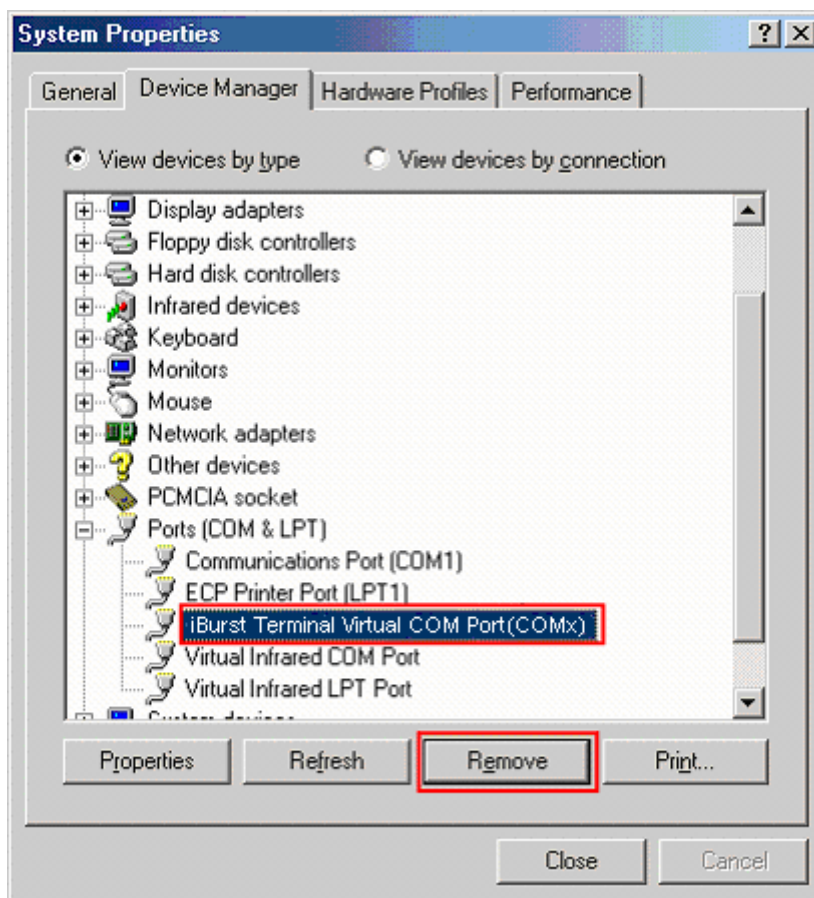 System Properties
General Device Manager Hardware Profiles Performance
View devices by type View devices by connection
Display adapters
Floppy disk controllers
Hard disk controllers
Infrared devices
Keyboard
Monitors
Mouse
Network adapters
Other devices
PCMCIA socket
Ports (COM & LPT)
Communications Port (COM1)
ECP Printer Port (LPT1)
iBurst Terminal Virtual COM Port(COMx)
Virtual Infrared COM Port
Virtual Infrared LPT Port
System devices
Properties Refresh Remove Print...
Close Cancel